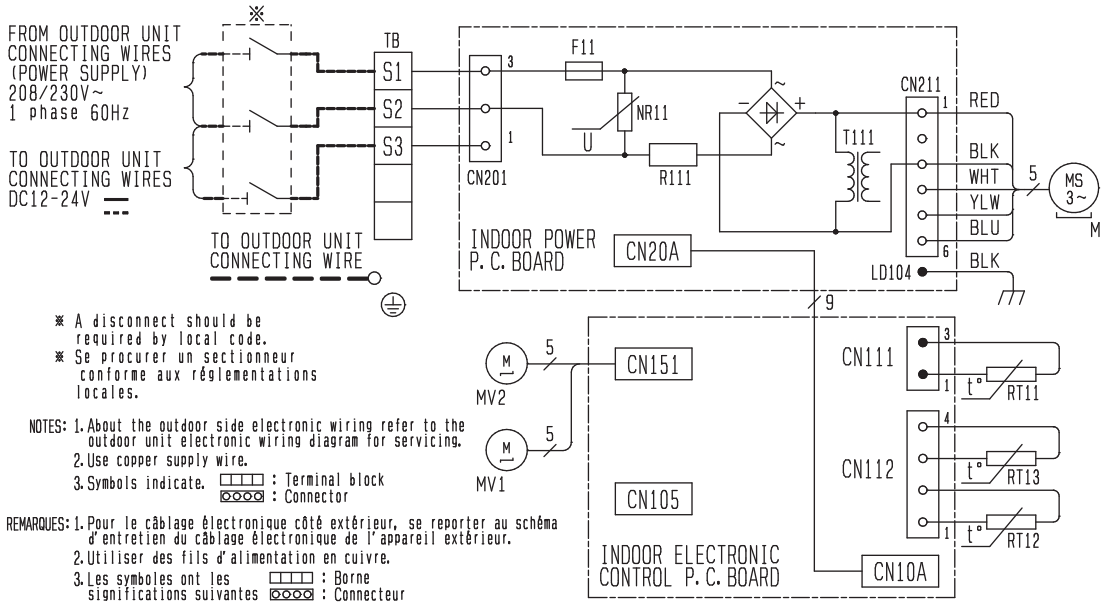 ※
FROM OUTDOOR UNIT
CONNECTING WIRES
(POWER SUPPLY)
208/230V~
1 phase 60Hz
TO OUTDOOR UNIT
CONNECTING WIRES
DC12-24V
TB
S1
S2
S3
TO OUTDOOR UNIT
CONNECTING WIRE
3
1
CN201
F11
NR11
U
R111
~
- +
~
T111
CN211
1
6
RED
BLK
WHT
YLW
BLU
BLK
5
MS
3~
M
LD104
INDOOR POWER
P.C.BOARD
CN20A
9
※ A disconnect should be
required by local code.
※ Se procurer un sectionneur
conforme aux réglementations
locales.
M
MV2
5
M
MV1
5
CN151
CN105
CN111
3
1
t°
RT11
CN112
4
1
t°
RT13
t°
RT12
INDOOR ELECTRONIC
CONTROL P.C.BOARD
CN10A
NOTES: 1. About the outdoor side electronic wiring refer to the
outdoor unit electronic wiring diagram for servicing.
2. Use copper supply wire.
3. Symbols indicate. : Terminal block
: Connector
REMARQUES: 1. Pour le câblage électronique côté extérieur, se reporter au schéma
d'entretien du câblage électronique de l'appareil extérieur.
2. Utiliser des fils d'alimentation en cuivre.
3. Les symboles ont les : Borne
significations suivantes : Connecteur